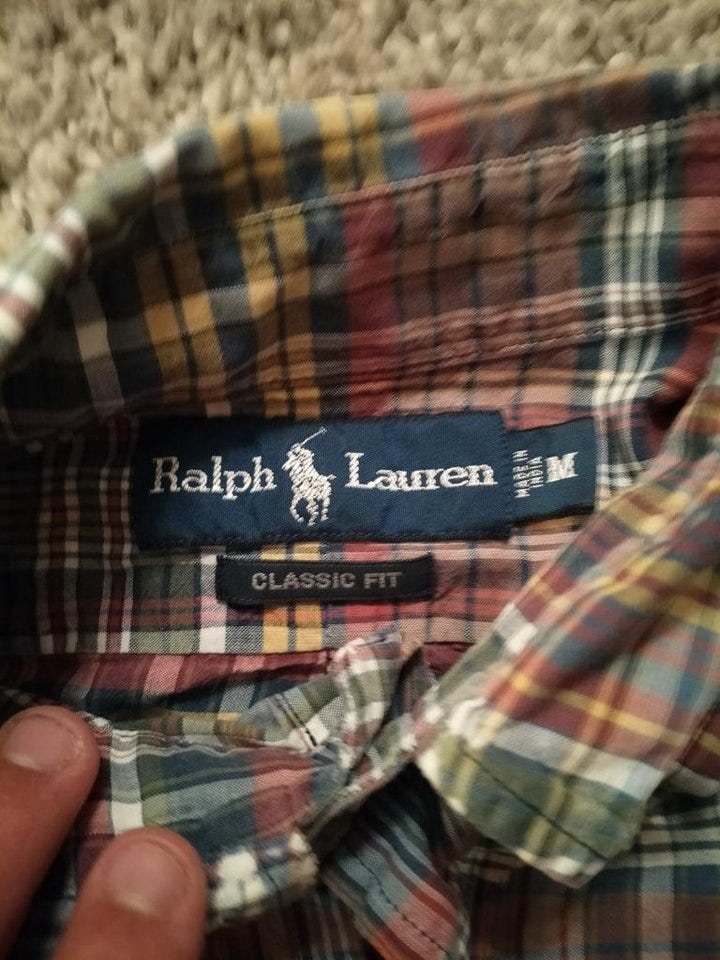 Ralph Lauren
MADE IN
INDIA
M
CLASSIC FIT